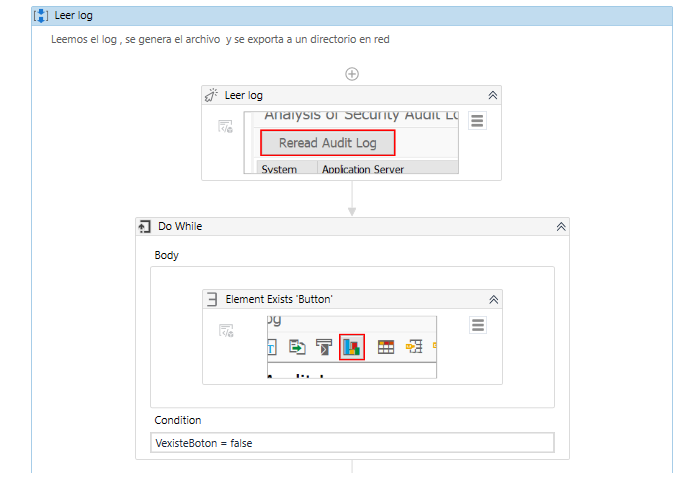 Leer log
Leemos el log , se genera el archivo y se exporta a un directorio en red
Leer log
Analysis of Security Audit Lo
Reread Audit Log
System Application Server
Do While
Body
Element Exists 'Button'
og
Condition
VexisteBoton = false